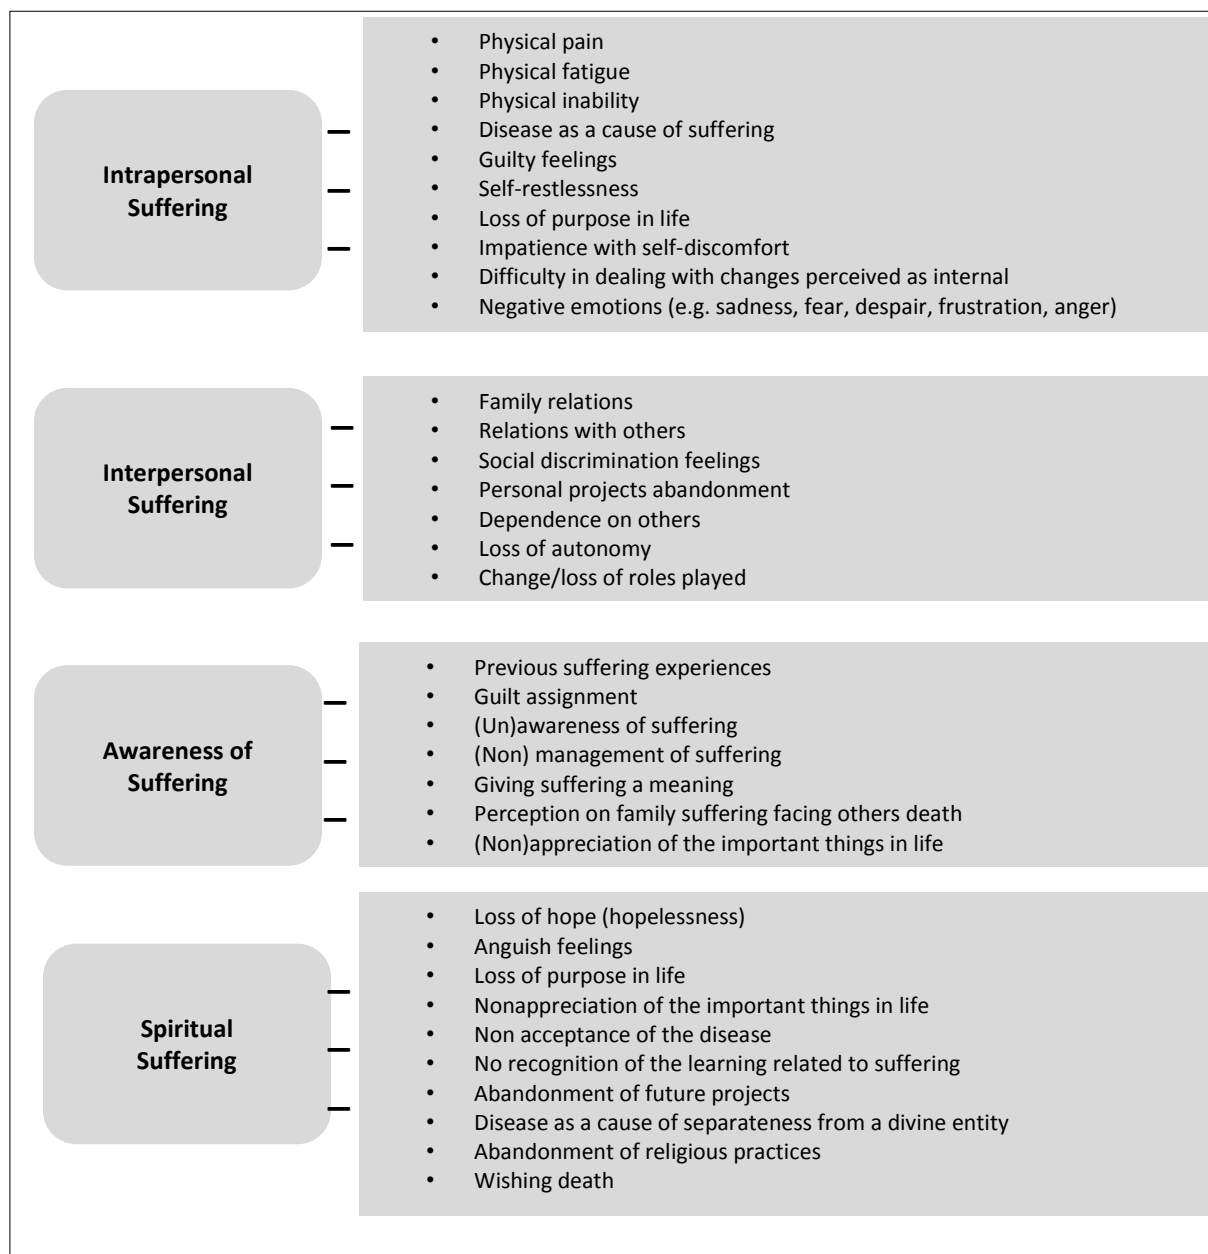 Intrapersonal
Suffering
• Physical pain
• Physical fatigue
• Physical inability
• Disease as a cause of suffering
• Guilty feelings
• Self-restlessness
• Loss of purpose in life
• Impatience with self-discomfort
• Difficulty in dealing with changes perceived as internal
• Negative emotions (e.g. sadness, fear, despair, frustration, anger)
Interpersonal
Suffering
• Family relations
• Relations with others
• Social discrimination feelings
• Personal projects abandonment
• Dependence on others
• Loss of autonomy
• Change/loss of roles played
Awareness of
Suffering
• Previous suffering experiences
• Guilt assignment
• (Un)awareness of suffering
• (Non) management of suffering
• Giving suffering a meaning
• Perception on family suffering facing others death
• (Non)appreciation of the important things in life
Spiritual
Suffering
• Loss of hope (hopelessness)
• Anguish feelings
• Loss of purpose in life
• Nonappreciation of the important things in life
• Non acceptance of the disease
• No recognition of the learning related to suffering
• Abandonment of future projects
• Disease as a cause of separateness from a divine entity
• Abandonment of religious practices
• Wishing death